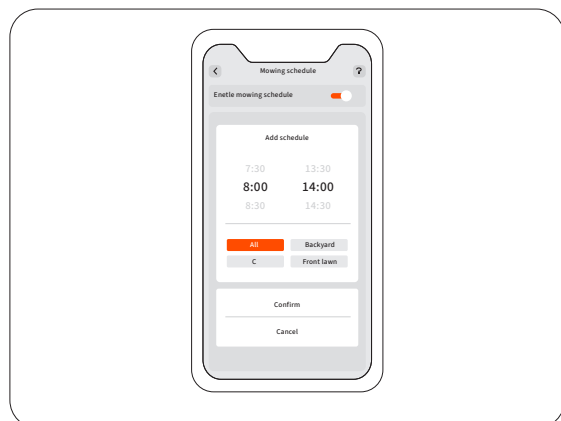 Mowing schedule
?
Enetle mowing schedule
Add schedule
7:30 13:30
8:00 14:00
8:30 14:30
All Backyard
C Front lawn
Confirm
Cancel